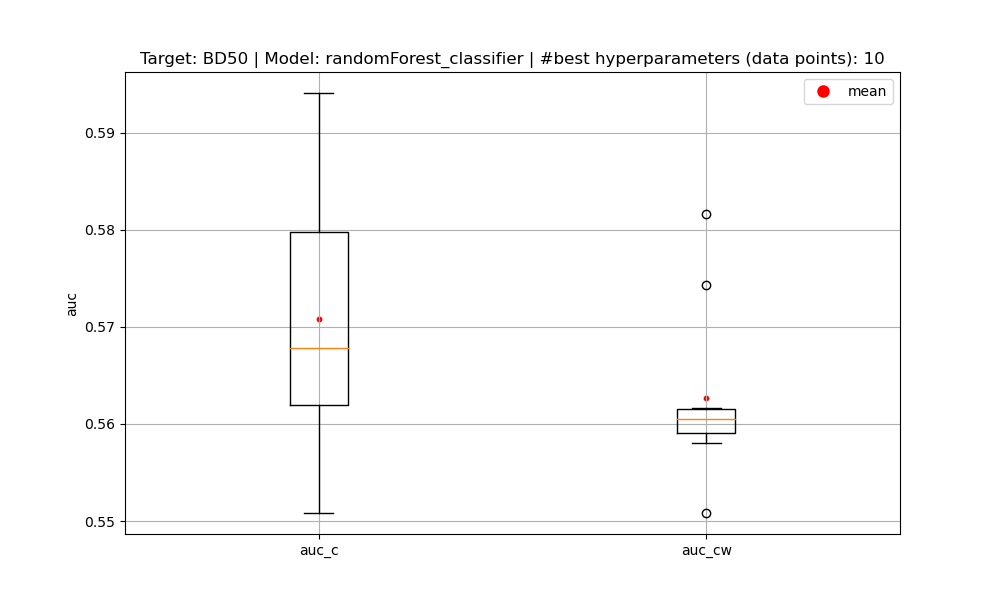 Target: BD50 | Model: randomForest_classifier | #best hyperparameters (data points): 10
mean
0.59
0.58
0.57
0.56
0.55
auc
auc_c
auc_cw